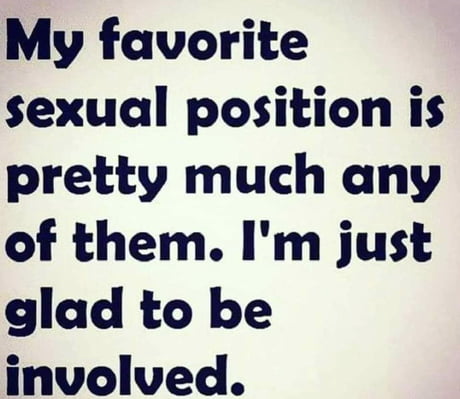 My favorite
sexual position is
pretty much any
of them. I'm just
glad to be
involved.